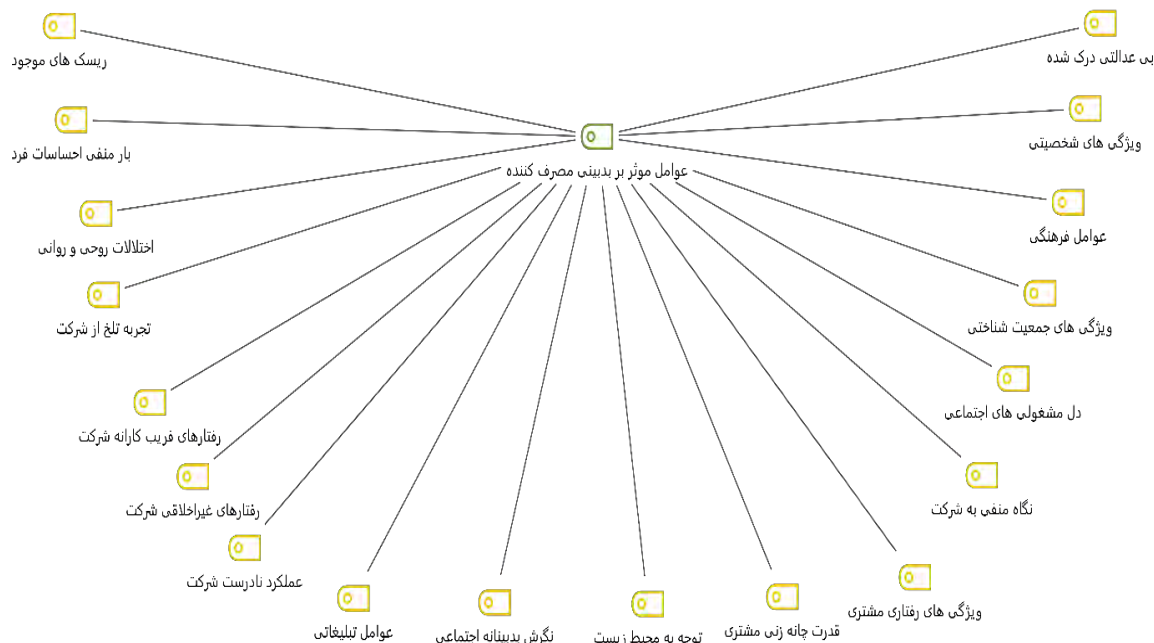 بی عدالتی درک شده
ریسک های موجود
ویژگی های شخصیتی
بار منفی احساسات فرد
عوامل موثر بر بدبینی مصرف کننده
عوامل فرهنگی
اختلالات روحی و روانی
ویژگی های جمعیت شناختی
تجربه تلخ از شرکت
دل مشغولی های اجتماعی
رفتارهای فریب کارانه شرکت
نگاه منفی به شرکت
رفتارهای غیراخلاقی شرکت
عملکرد نادرست شرکت
ویژگی های رفتاری مشتری
قدرت چانه زنی مشتری
توجه به محیط زیست
نگرش بدبینانه اجتماعی
عوامل تبلیغاتی